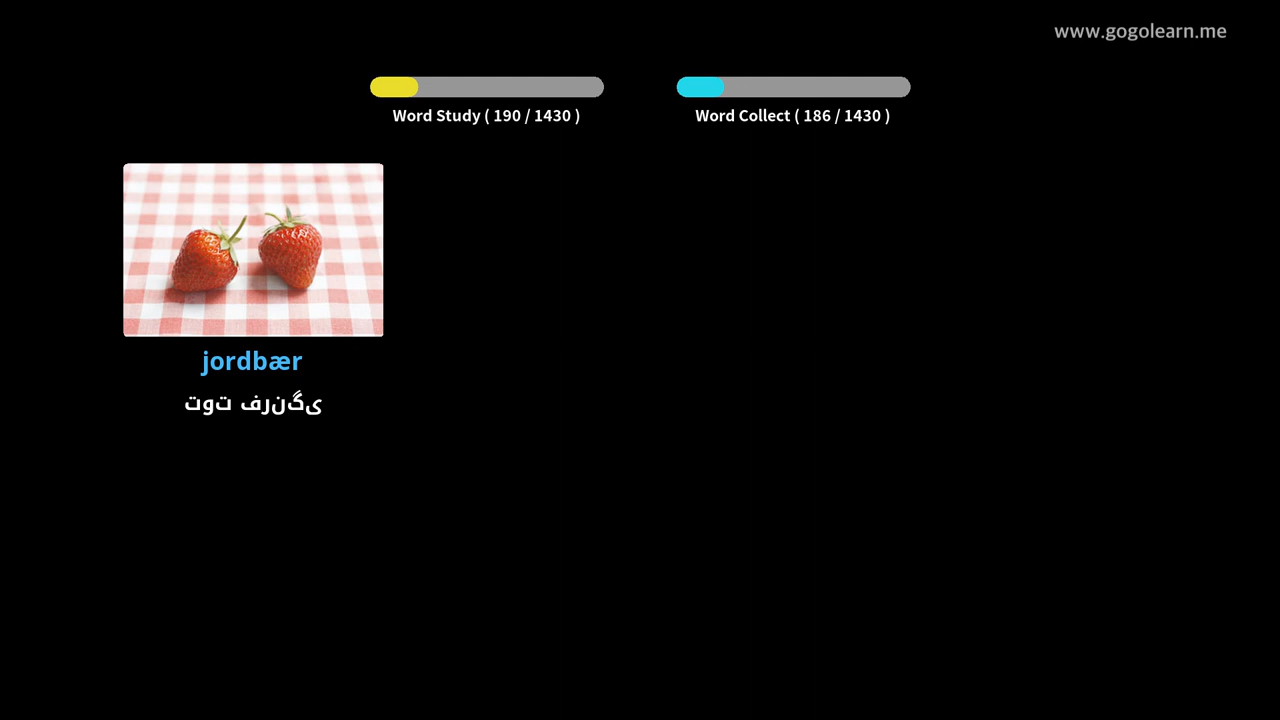 www.gogolearn.me
Word Study ( 190 / 1430 )
Word Collect ( 186 / 1430 )
jordbær
توت فرنگی